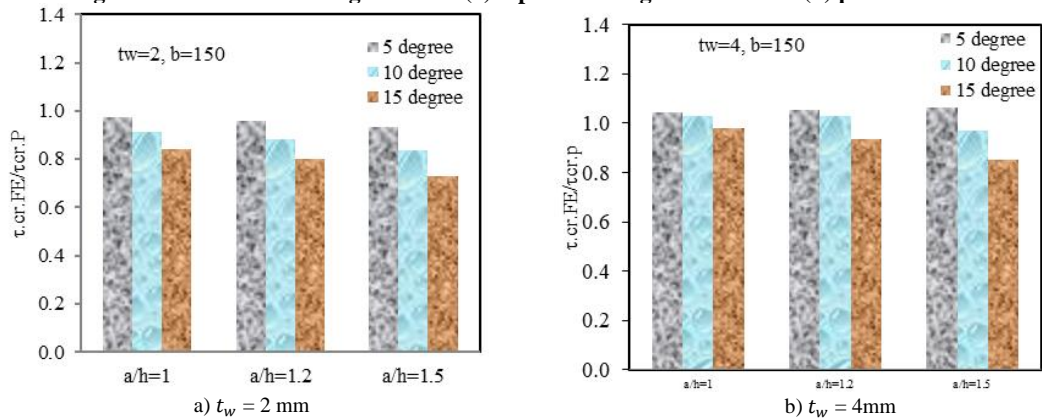 tw=2, b=150
5 degree
10 degree
15 degree
1.4
1.2
1.0
0.8
0.6
0.4
0.2
0.0
τ.cr.FE/τcr.P
a/h=1 a/h=1.2 a/h=1.5
a) t_w = 2 mm
tw=4, b=150
5 degree
10 degree
15 degree
1.4
1.2
1.0
0.8
0.6
0.4
0.2
0.0
τ.cr.FE/τcr.p
a/h=1 a/h=1.2 a/h=1.5
b) t_w = 4mm